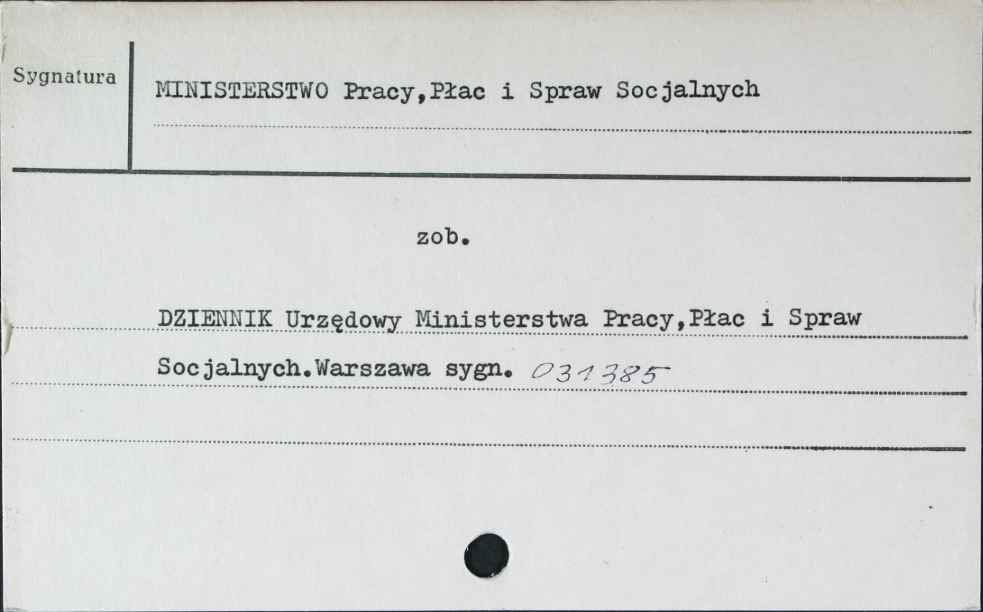 Sygnatura
MINISTERSTWO Pracy,Płac i Spraw Socjalnych
zob.
DZIENNIK Urzędowy Ministerstwa Pracy,Płac i Spraw
Socjalnych.Warszawa sygn. 031385